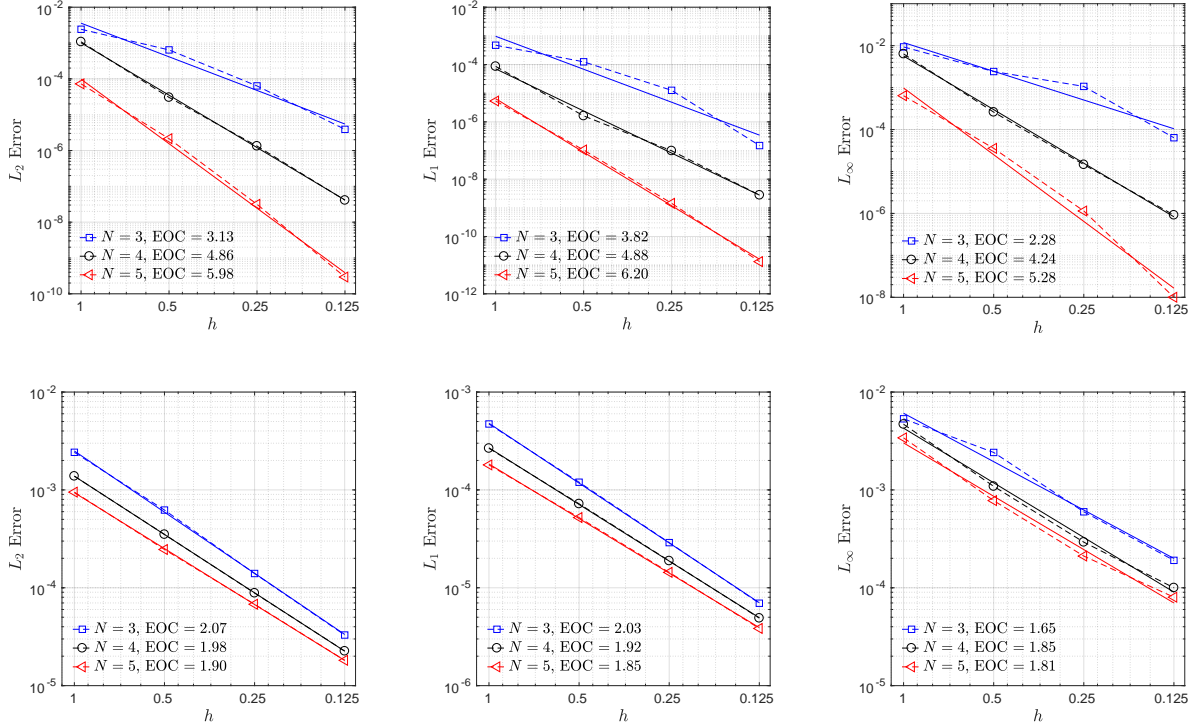 10^-2
10^-4
10^-6
10^-8
10^-10
L_2 Error
N = 3, EOC = 3.13
N = 4, EOC = 4.86
N = 5, EOC = 5.98
1 0.5 0.25 0.125
h
10^-2
10^-4
10^-6
10^-8
10^-10
10^-12
L_1 Error
N = 3, EOC = 3.82
N = 4, EOC = 4.88
N = 5, EOC = 6.20
1 0.5 0.25 0.125
h
10^-2
10^-4
10^-6
10^-8
L_∞ Error
N = 3, EOC = 2.28
N = 4, EOC = 4.24
N = 5, EOC = 5.28
1 0.5 0.25 0.125
h
10^-2
10^-3
10^-4
10^-5
L_2 Error
N = 3, EOC = 2.07
N = 4, EOC = 1.98
N = 5, EOC = 1.90
1 0.5 0.25 0.125
h
10^-3
10^-4
10^-5
10^-6
L_1 Error
N = 3, EOC = 2.03
N = 4, EOC = 1.92
N = 5, EOC = 1.85
1 0.5 0.25 0.125
h
10^-2
10^-3
10^-4
10^-5
L_∞ Error
N = 3, EOC = 1.65
N = 4, EOC = 1.85
N = 5, EOC = 1.81
1 0.5 0.25 0.125
h